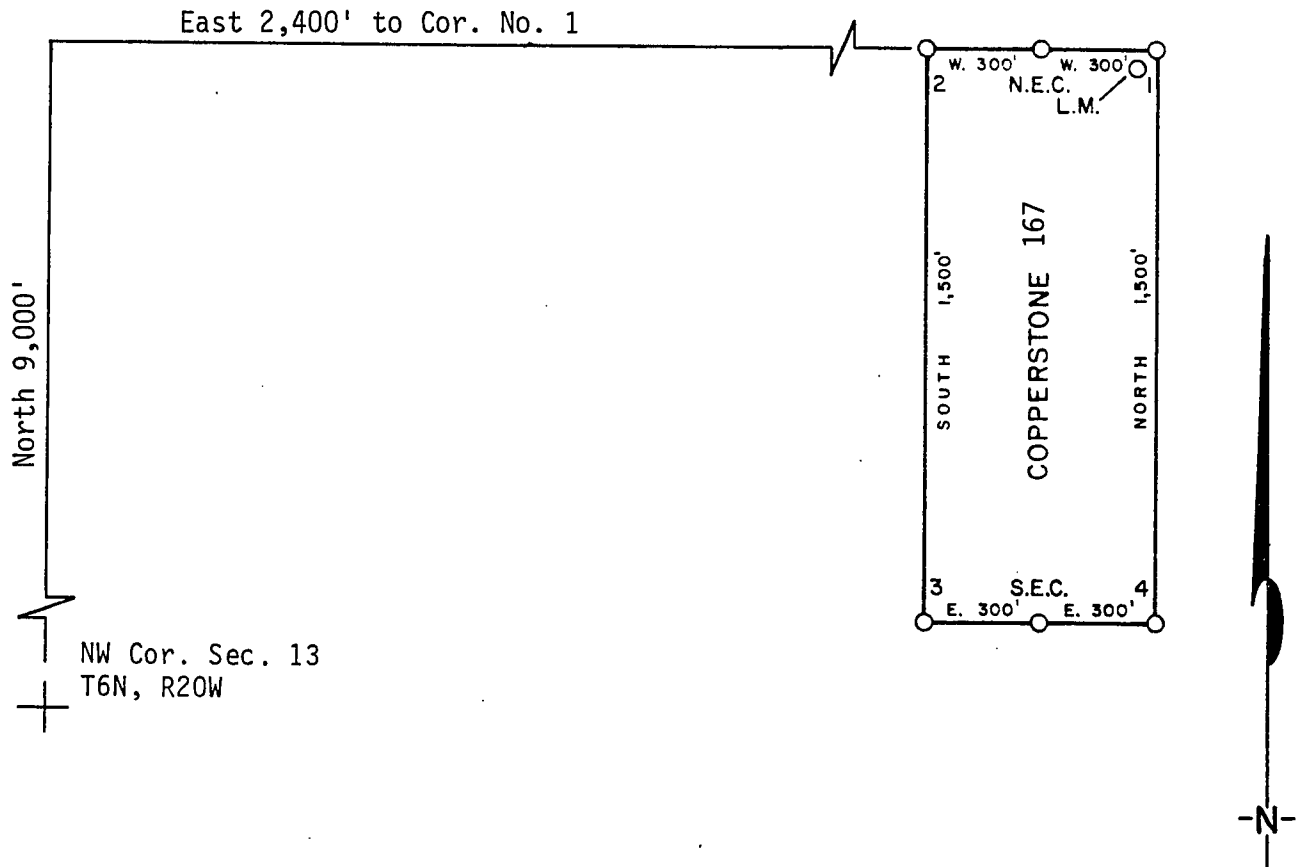 East 2,400' to Cor. No. 1
W. 300' W. 300'
2 N.E.C. 1
L.M.
North 9,000'
SOUTH 1,500'
COPPERSTONE 167
NORTH 1,500'
3 S.E.C. 4
E. 300' E. 300'
NW Cor. Sec. 13
T6N, R20W
-N-